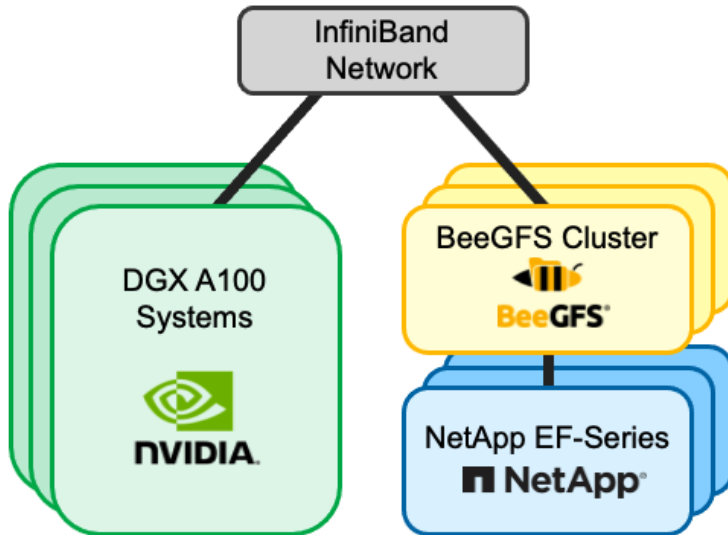 InfiniBand
Network
DGX A100
Systems
NVIDIA.
BeeGFS Cluster
BeeGFS®
NetApp EF-Series
NetApp®